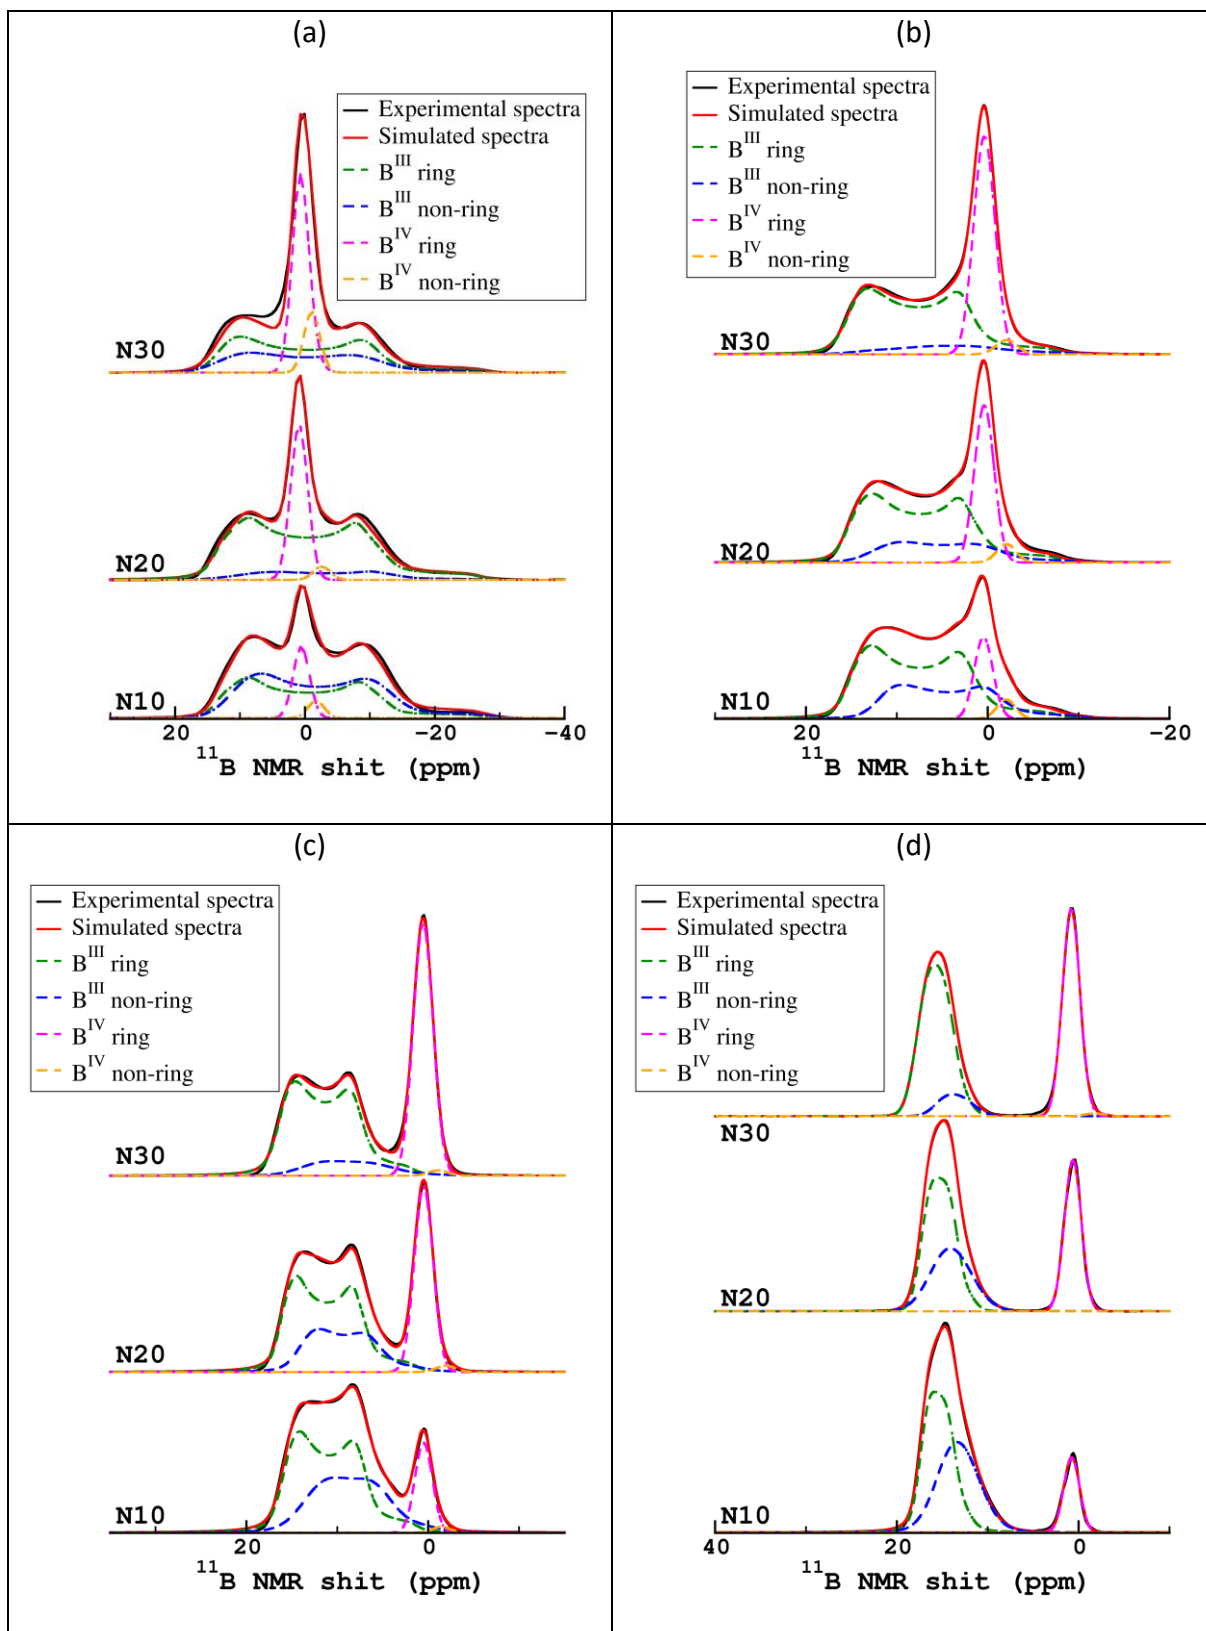 (a)
Experimental spectra
Simulated spectra
B^III ring
B^III non-ring
B^IV ring
B^IV non-ring
N30
N20
N10
20 0 -20 -40
11B NMR shit (ppm)
(b)
Experimental spectra
Simulated spectra
B^III ring
B^III non-ring
B^IV ring
B^IV non-ring
N30
N20
N10
20 0 -20
11B NMR shit (ppm)
(c)
Experimental spectra
Simulated spectra
B^III ring
B^III non-ring
B^IV ring
B^IV non-ring
N30
N20
N10
20 0
11B NMR shit (ppm)
(d)
Experimental spectra
Simulated spectra
B^III ring
B^III non-ring
B^IV ring
B^IV non-ring
N30
N20
N10
40 20 0
11B NMR shit (ppm)